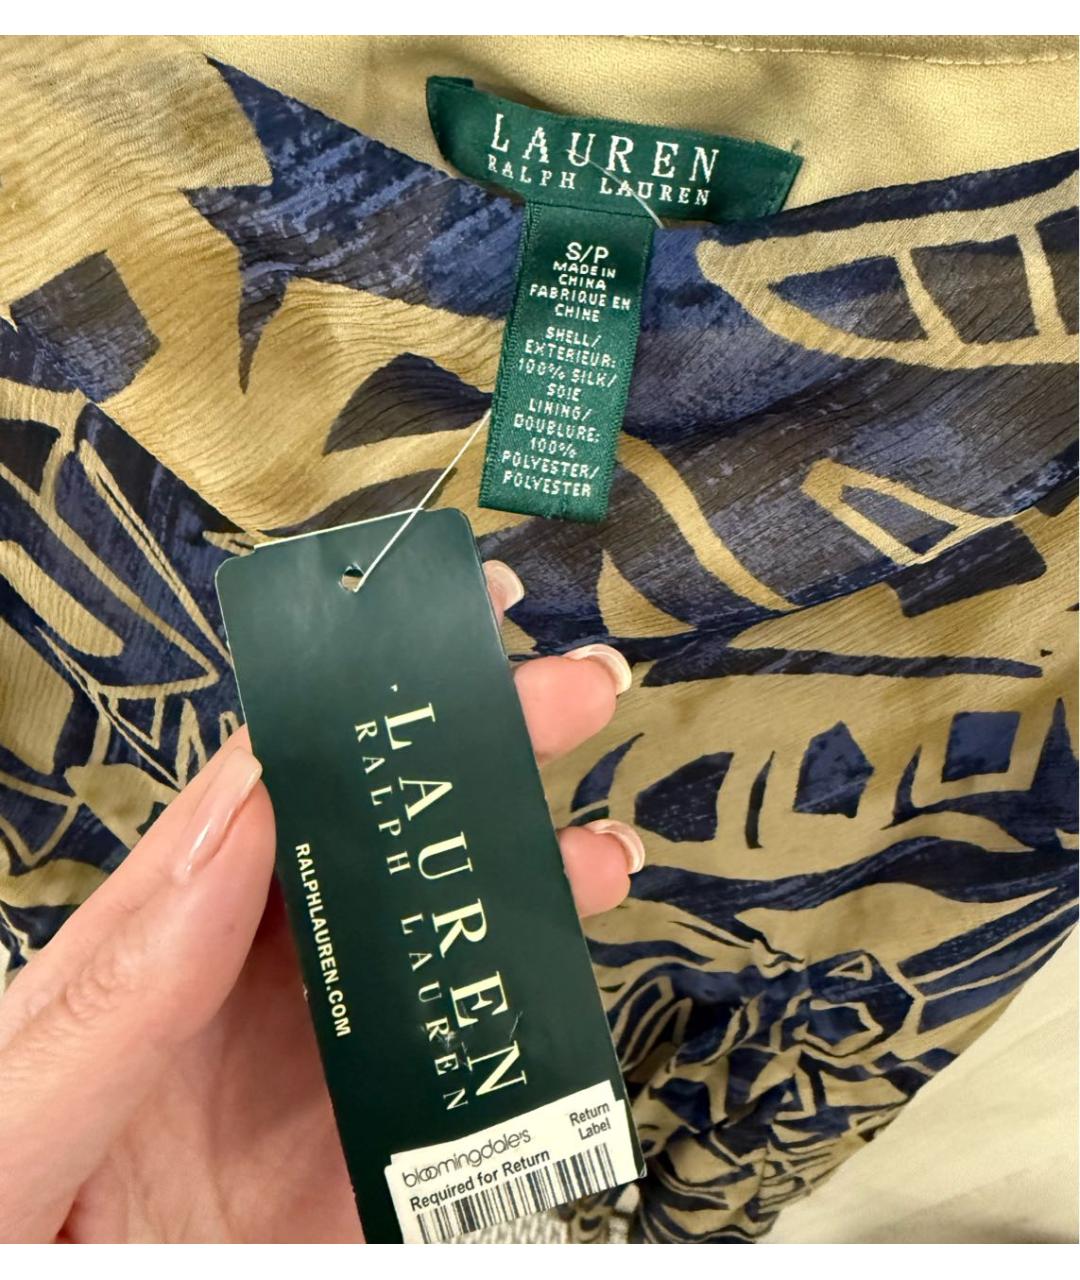 LAUREN
RALPH LAUREN
S/P
MADE IN
CHINA
FABRIQUE EN
CHINE
SHELL/
EXTERIEUR:
100% SILK/
SOIE
LINING/
DOUBLURE:
100%
POLYESTER/
POLYESTER
LAUREN
RALPH LAUREN
RALPHLAUREN.COM
bloomingdale's
Return
Label
Required for Return